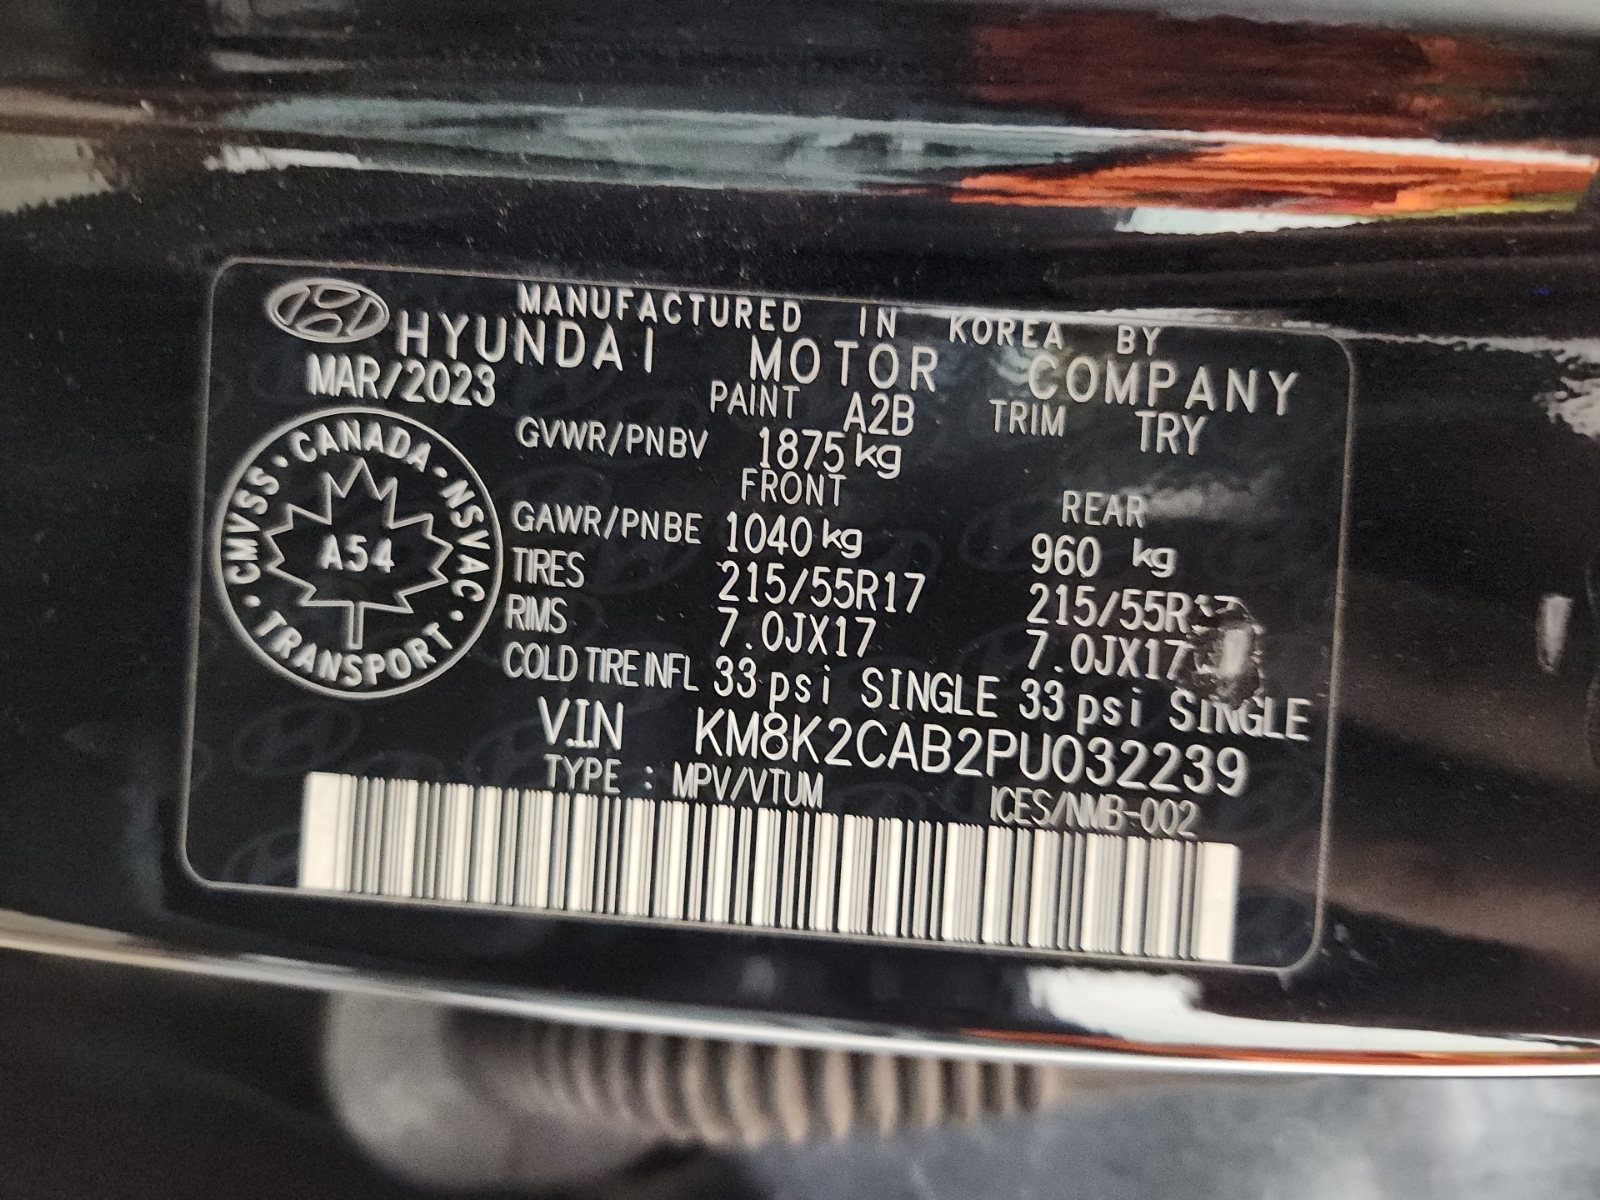 MANUFACTURED IN KOREA BY
HYUNDAI MOTOR COMPANY
MAR/2023 PAINT A2B TRIM TRY
GVWR/PNBV 1875 kg
FRONT REAR
GAWR/PNBE 1040 kg 960 kg
TIRES 215/55R17 215/55R17
RIMS 7.0JX17 7.0JX17
COLD TIRE INFL 33 psi SINGLE 33 psi SINGLE
V.I.N KM8K2CAB2PU032239
TYPE : MPV/VTUM ICES/NMB-002
CMVSS · CANADA · NSVAC · TRANSPORT ·
A54